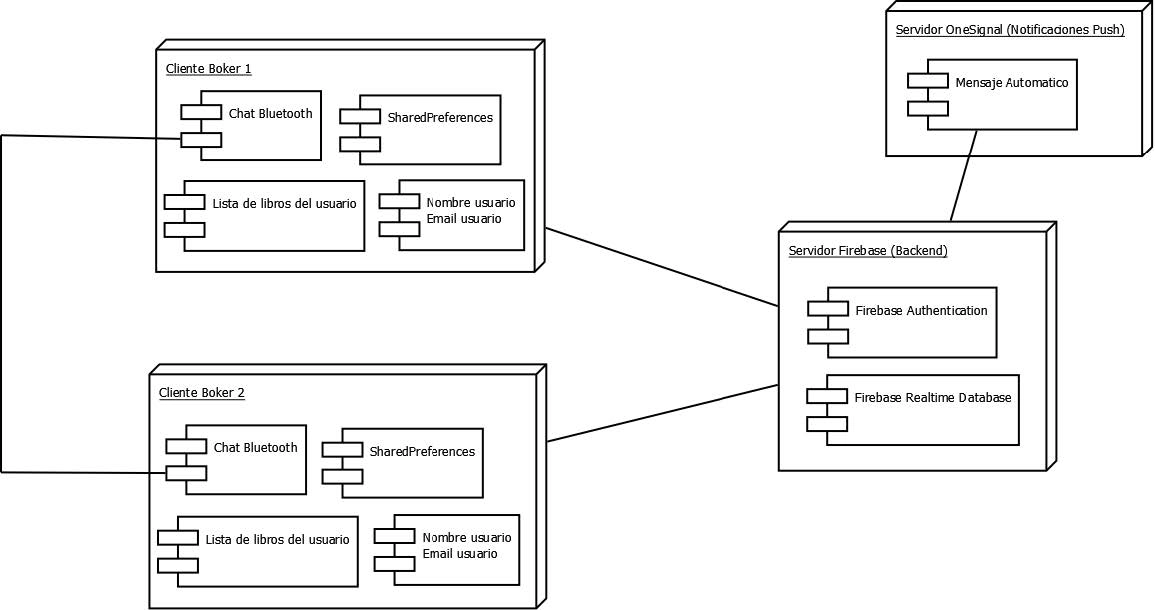 Servidor OneSignal (Notificaciones Push)
Mensaje Automatico
Cliente Boker 1
Chat Bluetooth
SharedPreferences
Lista de libros del usuario
Nombre usuario
Email usuario
Servidor Firebase (Backend)
Firebase Authentication
Firebase Realtime Database
Cliente Boker 2
Chat Bluetooth
SharedPreferences
Lista de libros del usuario
Nombre usuario
Email usuario